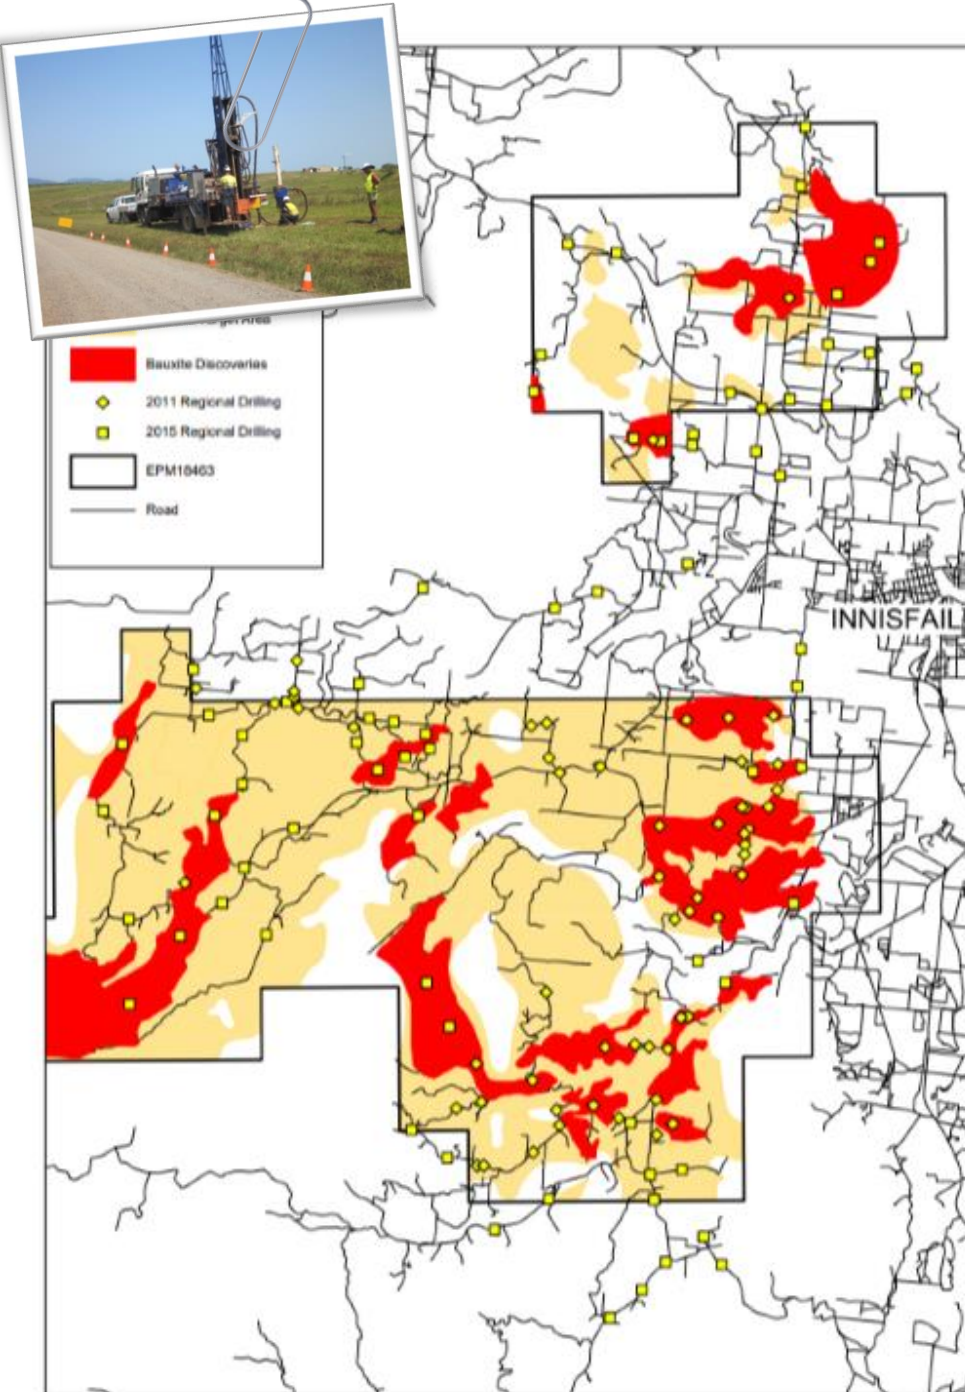 Bauxite Discoveries
2011 Regional Drilling
2015 Regional Drilling
EPM18463
Road
INNISFAIL